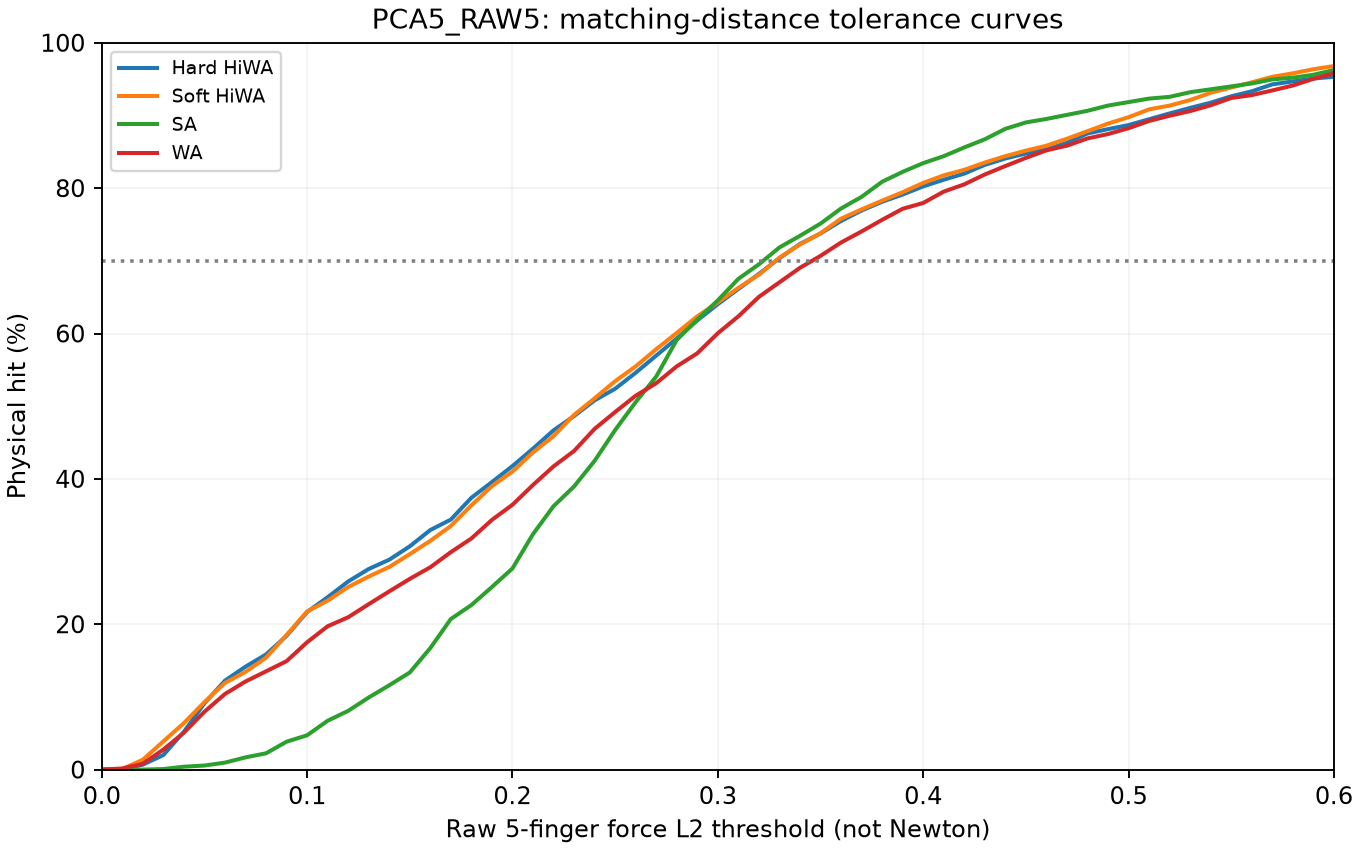 PCA5_RAW5: matching-distance tolerance curves
100
80
60
40
20
0
Physical hit (%)
Hard HiWA
Soft HiWA
SA
WA
0.0 0.1 0.2 0.3 0.4 0.5 0.6
Raw 5-finger force L2 threshold (not Newton)